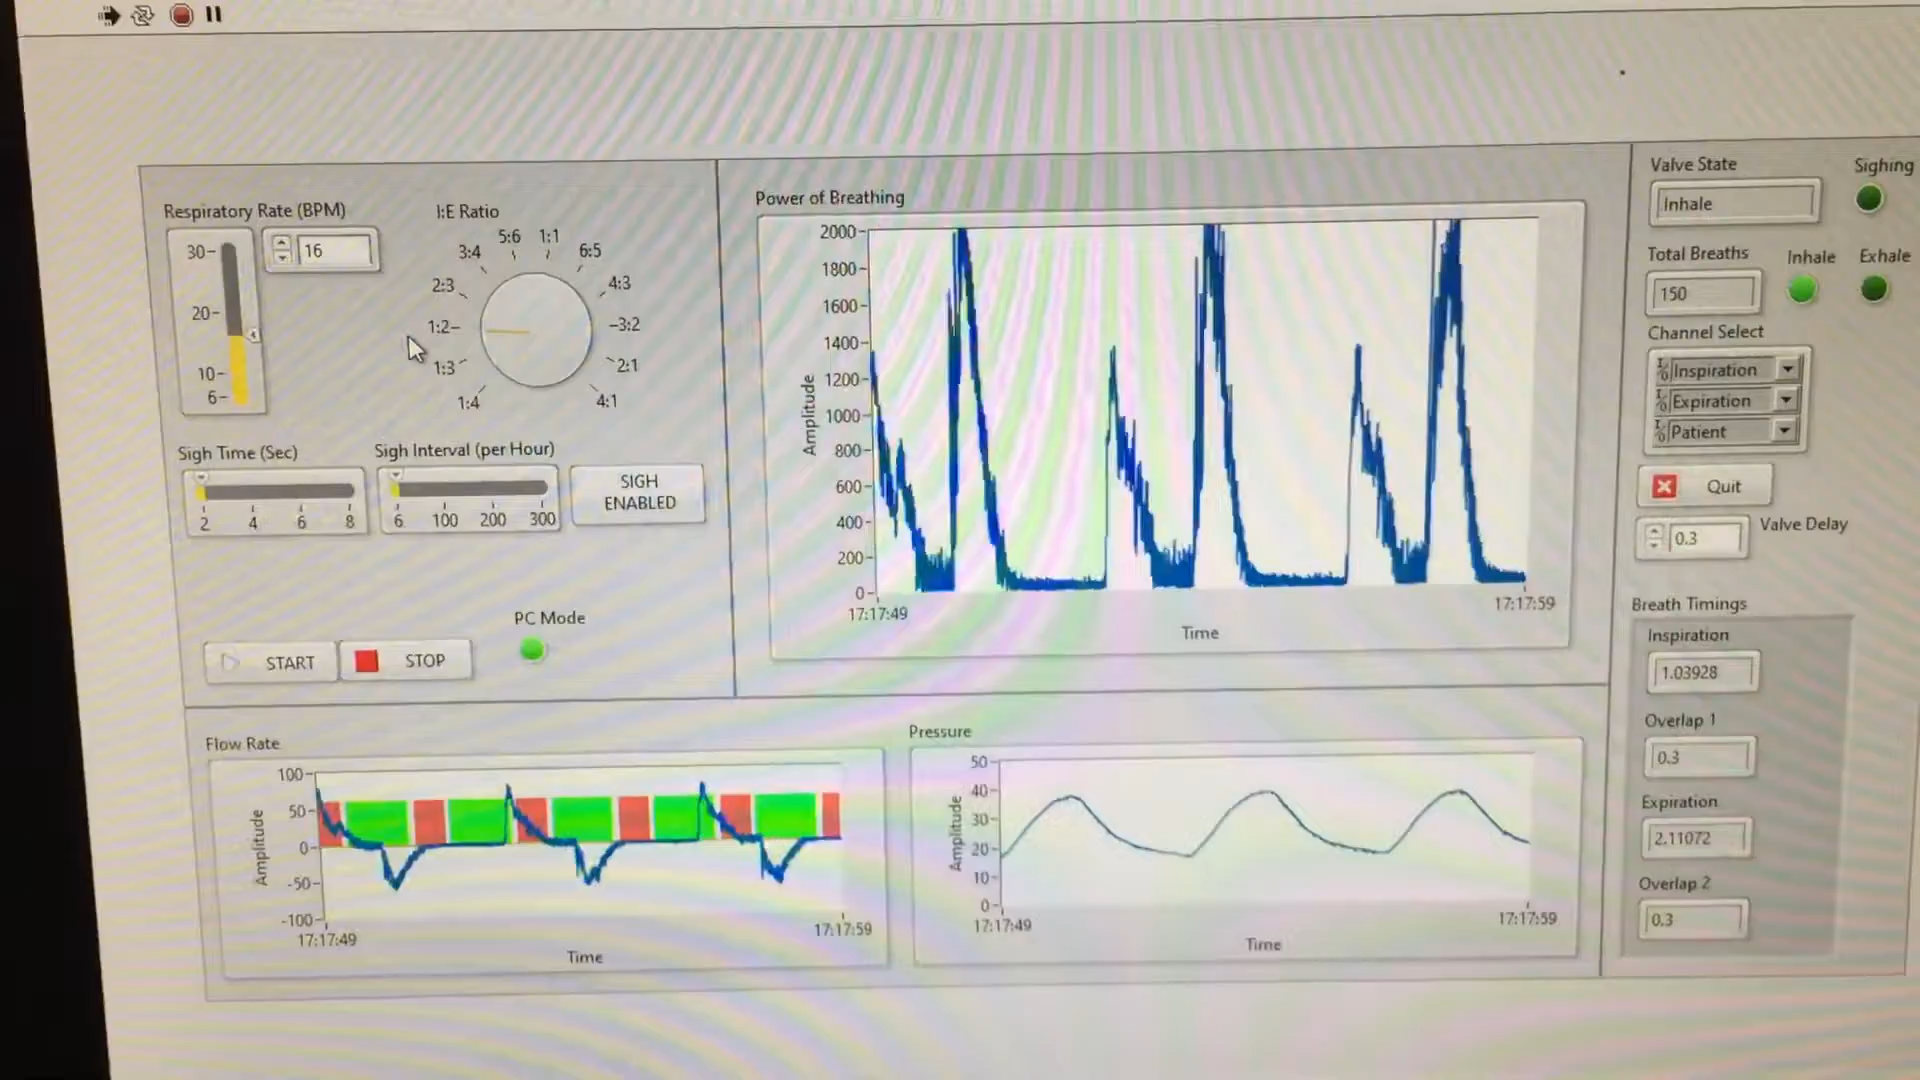 Respiratory Rate (BPM)
30
20
10
6
16
I:E Ratio
5:6
1:1
3:4
6:5
2:3
4:3
1:2
3:2
1:3
2:1
1:4
4:1
Sigh Time (Sec)
2 4 6 8
Sigh Interval (per Hour)
6 100 200 300
SIGH
ENABLED
PC Mode
START
STOP
Power of Breathing
2000
1800
1600
1400
1200
1000
800
600
400
200
0
Amplitude
17:17:49
17:17:59
Time
Valve State
Inhale
Sighing
Total Breaths
150
Inhale
Exhale
Channel Select
Inspiration
Expiration
Patient
Quit
0.3
Valve Delay
Breath Timings
Inspiration
1.03928
Overlap 1
0.3
Expiration
2.11072
Overlap 2
0.3
Flow Rate
100
50
0
-50
-100
Amplitude
17:17:49
17:17:59
Time
Pressure
50
40
30
20
10
0
Amplitude
17:17:49
17:17:59
Time